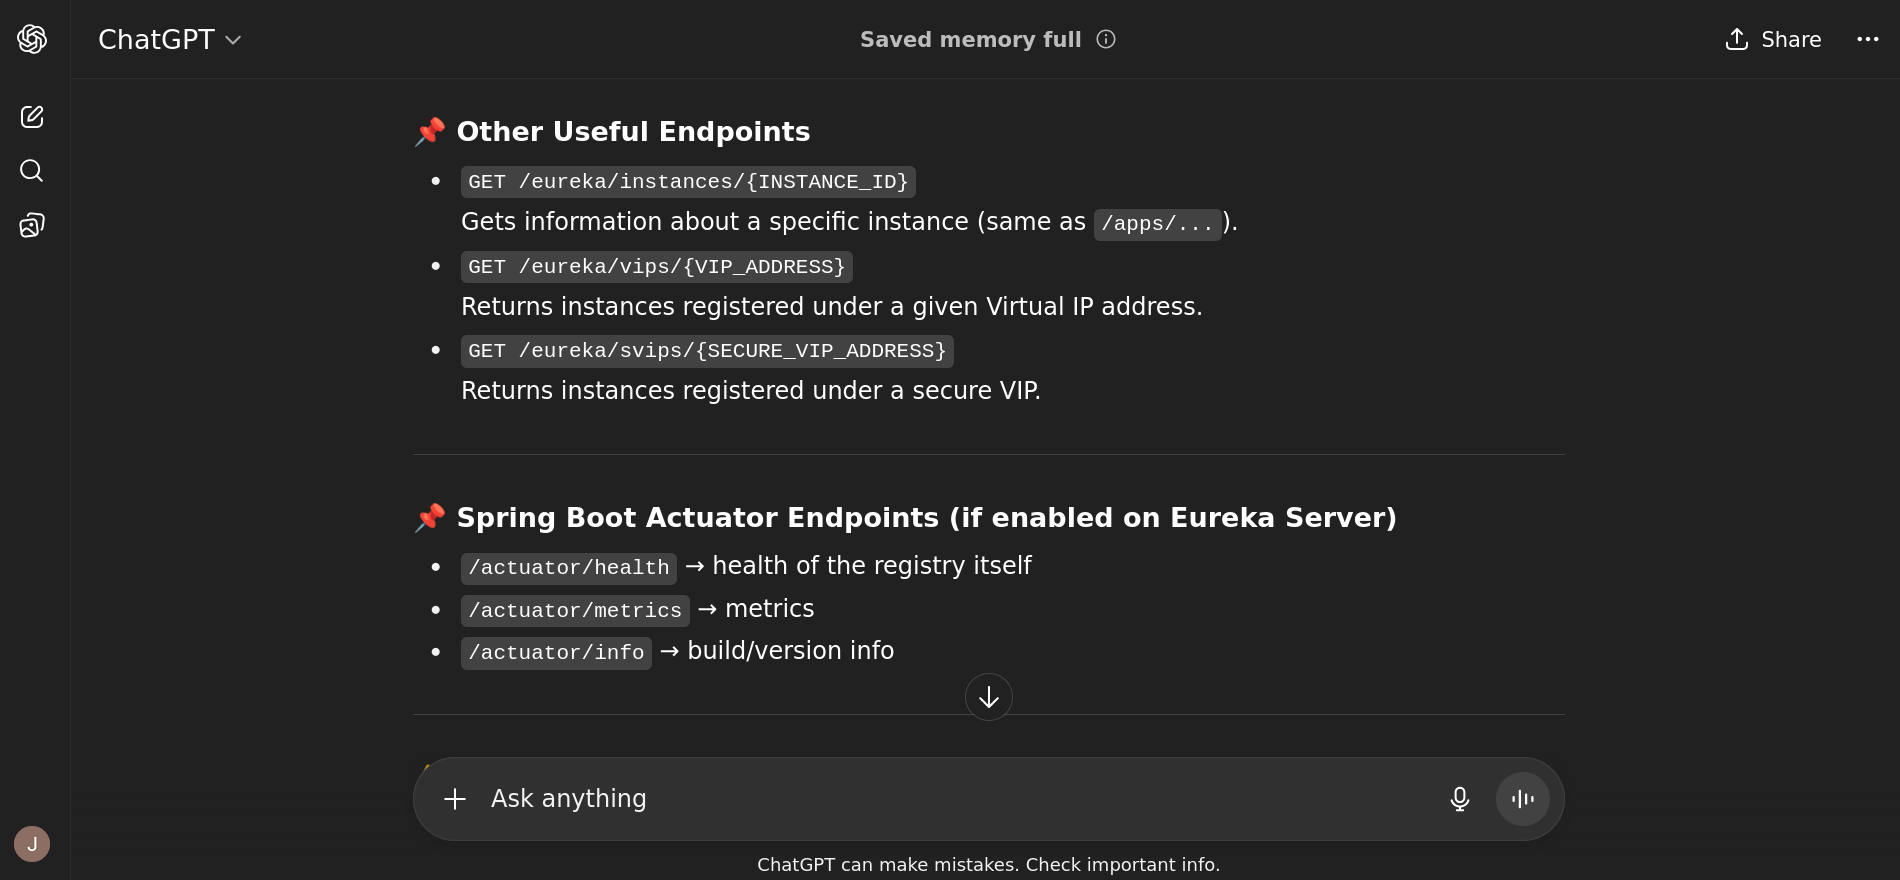 ChatGPT
Saved memory full
Share
📌 Other Useful Endpoints
• GET /eureka/instances/{INSTANCE_ID}
Gets information about a specific instance (same as /apps/...).
• GET /eureka/vips/{VIP_ADDRESS}
Returns instances registered under a given Virtual IP address.
• GET /eureka/svips/{SECURE_VIP_ADDRESS}
Returns instances registered under a secure VIP.
📌 Spring Boot Actuator Endpoints (if enabled on Eureka Server)
• /actuator/health → health of the registry itself
• /actuator/metrics → metrics
• /actuator/info → build/version info
Ask anything
J
ChatGPT can make mistakes. Check important info.